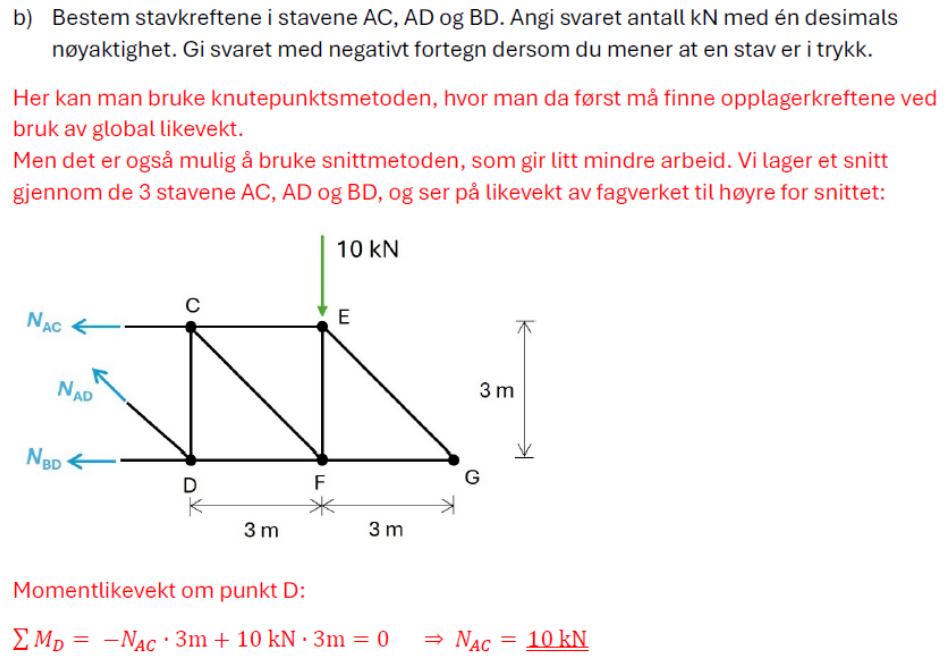 b) Bestem stavkreftene i stavene AC, AD og BD. Angi svaret antall kN med én desimals
nøyaktighet. Gi svaret med negativt fortegn dersom du mener at en stav er i trykk.
Her kan man bruke knutepunktsmetoden, hvor man da først må finne opplagerkreftene ved
bruk av global likevekt.
Men det er også mulig å bruke snittmetoden, som gir litt mindre arbeid. Vi lager et snitt
gjennom de 3 stavene AC, AD og BD, og ser på likevekt av fagverket til høyre for snittet:
10 kN
C
E
N_AC
3 m
N_AD
N_BD
D
F
G
3 m
3 m
Momentlikevekt om punkt D:
∑ M_D = −N_AC · 3m + 10 kN · 3m = 0 ⇒ N_AC = 10 kN